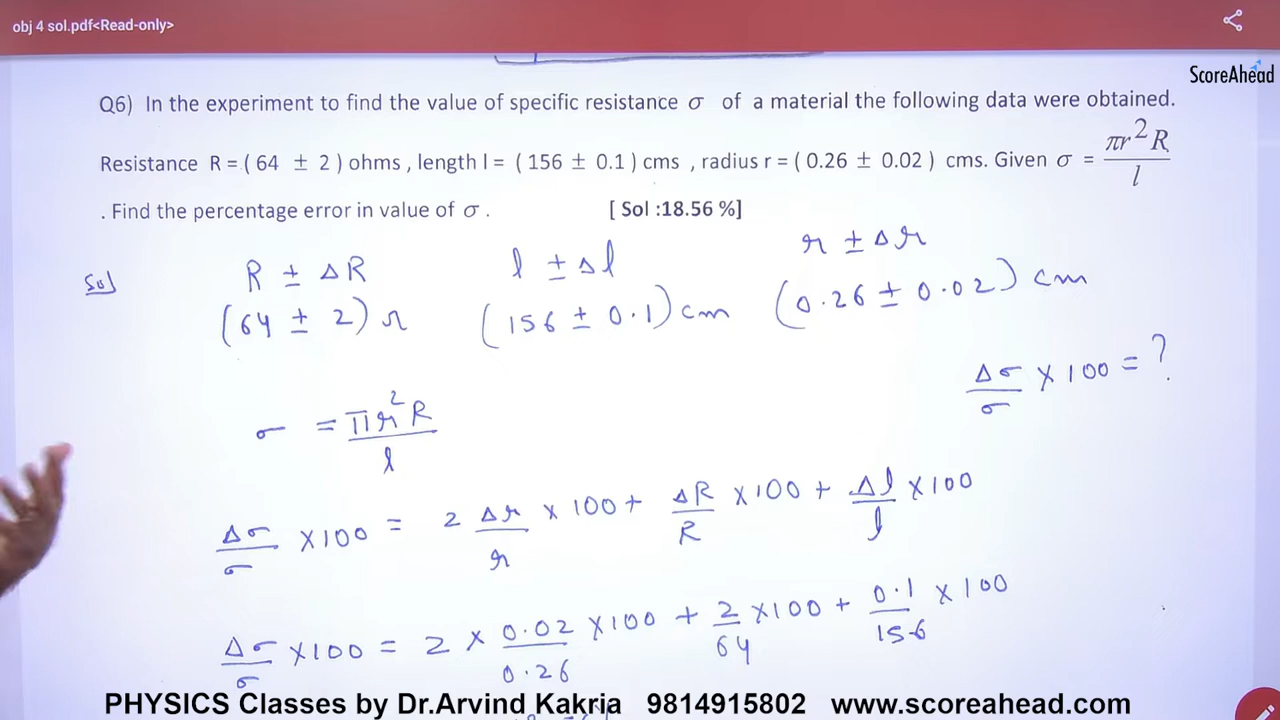 obj 4 sol.pdf<Read-only>
ScoreAhead
Q6) In the experiment to find the value of specific resistance σ of a material the following data were obtained.
Resistance R = ( 64 ± 2 ) ohms , length l = ( 156 ± 0.1 ) cms , radius r = ( 0.26 ± 0.02 ) cms. Given σ = πr²R / l
. Find the percentage error in value of σ . [ Sol :18.56 %]
Sol R ± ΔR l ± Δl r ± Δr
(64 ± 2) Ω (156 ± 0.1) cm (0.26 ± 0.02) cm
Δσ/σ × 100 = ?
σ = πr²R / l
Δσ/σ × 100 = 2 Δr/r × 100 + ΔR/R × 100 + Δl/l × 100
Δσ/σ × 100 = 2 × 0.02/0.26 × 100 + 2/64 × 100 + 0.1/156 × 100
PHYSICS Classes by Dr.Arvind Kakria 9814915802 www.scoreahead.com